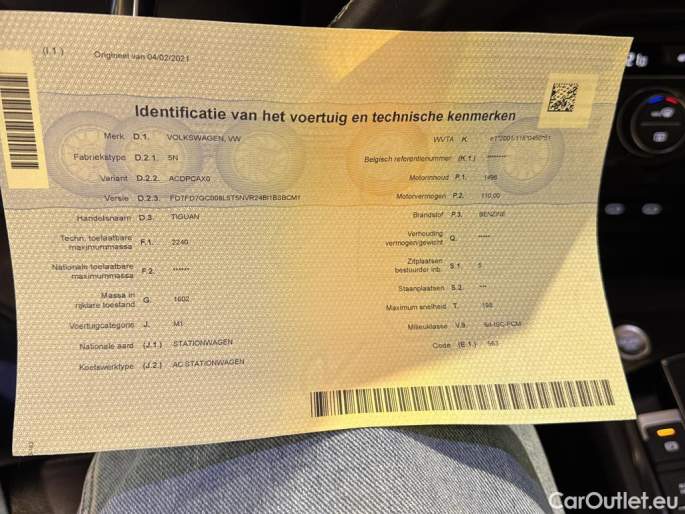 (I.1) Origineel van 04/02/2021
Identificatie van het voertuig en technische kenmerken
Merk D.1. VOLKSWAGEN, VW
Fabriekstype D.2.1. 5N
Variant D.2.2. ACDPCAX0
Versie D.2.3.
Handelsnaam D.3. TIGUAN
Techn. toelaatbare maximummassa F.1. 2240
Nationale toelaatbare maximummassa F.2. ******
Massa in rijklare toestand G. 1602
Voertuigcategorie J. M1
Nationale aard (J.1.) STATIONWAGEN
Koetswerktype (J.2.) AC STATIONWAGEN
WVTA K.
Belgisch referentienummer (K.1.) ********
Motorinhoud P.1. 1498
Motorvermogen P.2. 110,00
Brandstof P.3. BENZINE
Verhouding vermogen/gewicht Q. *****
Zitplaatsen bestuurder inb. S.1. 5
Staanplaatsen S.2. ***
Maximum snelheid T. 198
Milieuklasse V.9.
Code (E.1.) 563
CarOutlet.eu